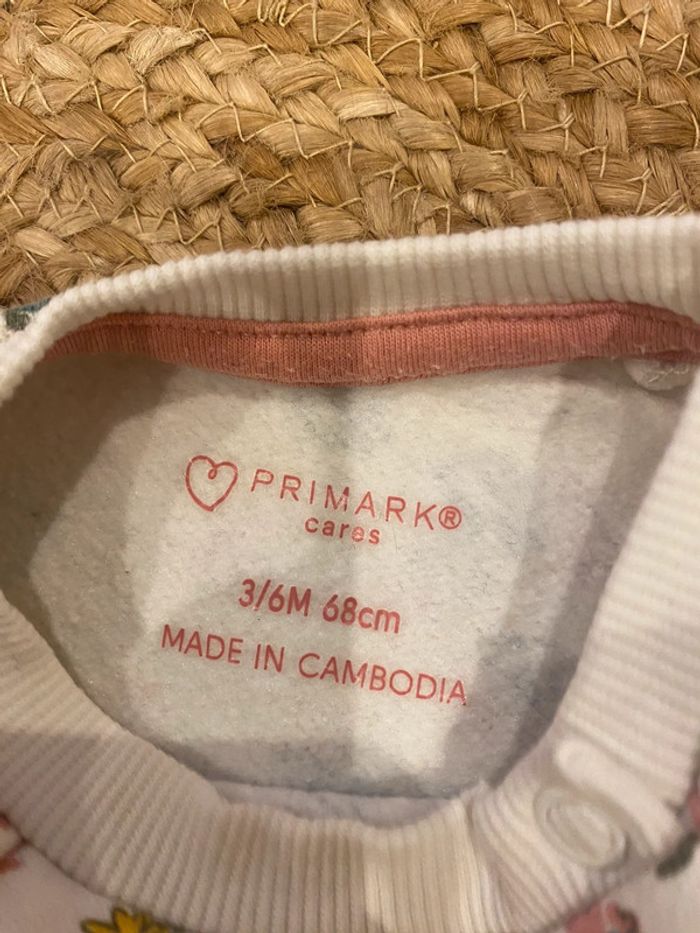 PRIMARK®
cares
3/6M 68cm
MADE IN CAMBODIA